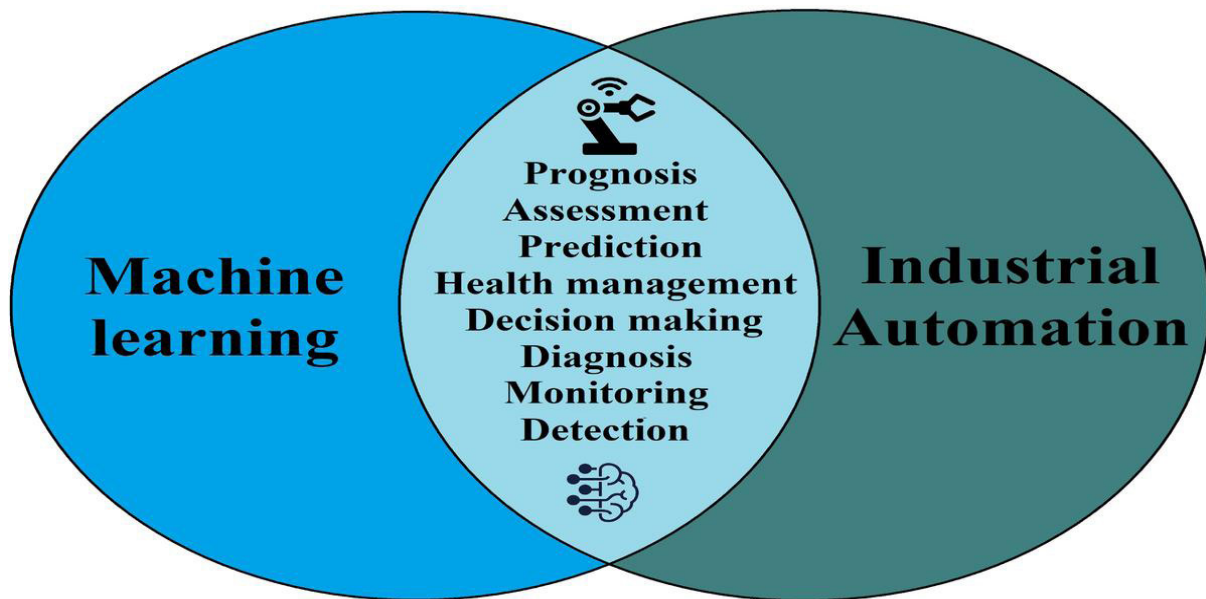 Machine
learning
Prognosis
Assessment
Prediction
Health management
Decision making
Diagnosis
Monitoring
Detection
Industrial
Automation